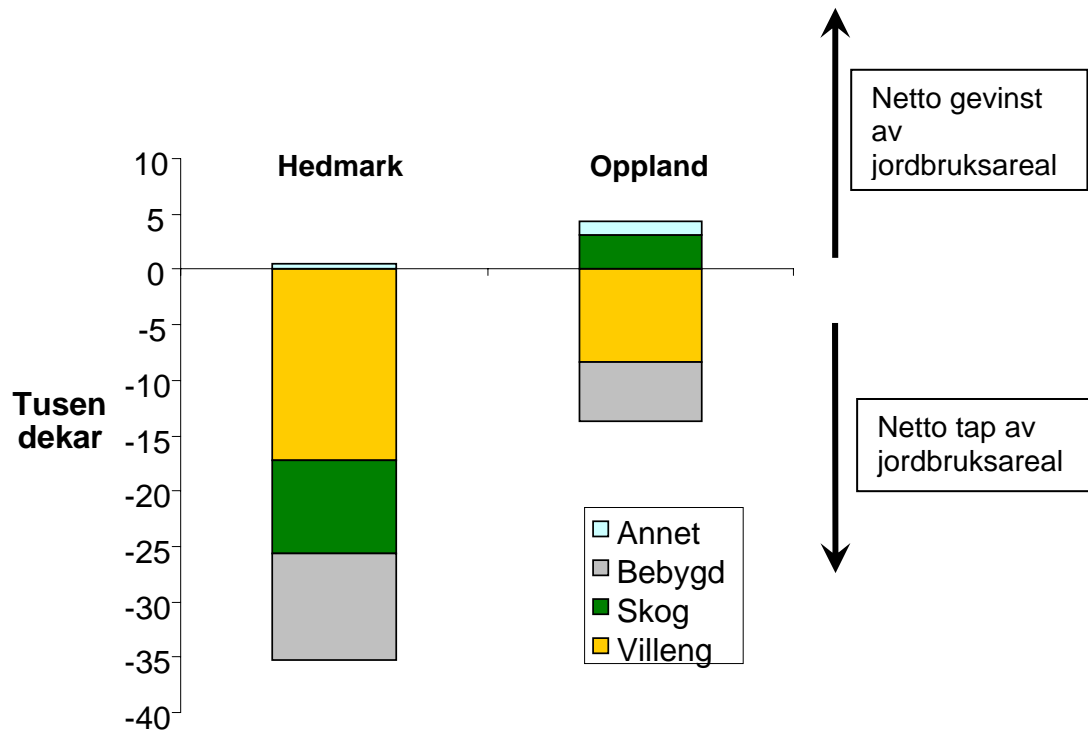 Netto gevinst
av
jordbruksareal
Hedmark
Oppland
10
5
0
-5
-10
-15
-20
-25
-30
-35
-40
Tusen
dekar
Netto tap av
jordbruksareal
Annet
Bebygd
Skog
Villeng